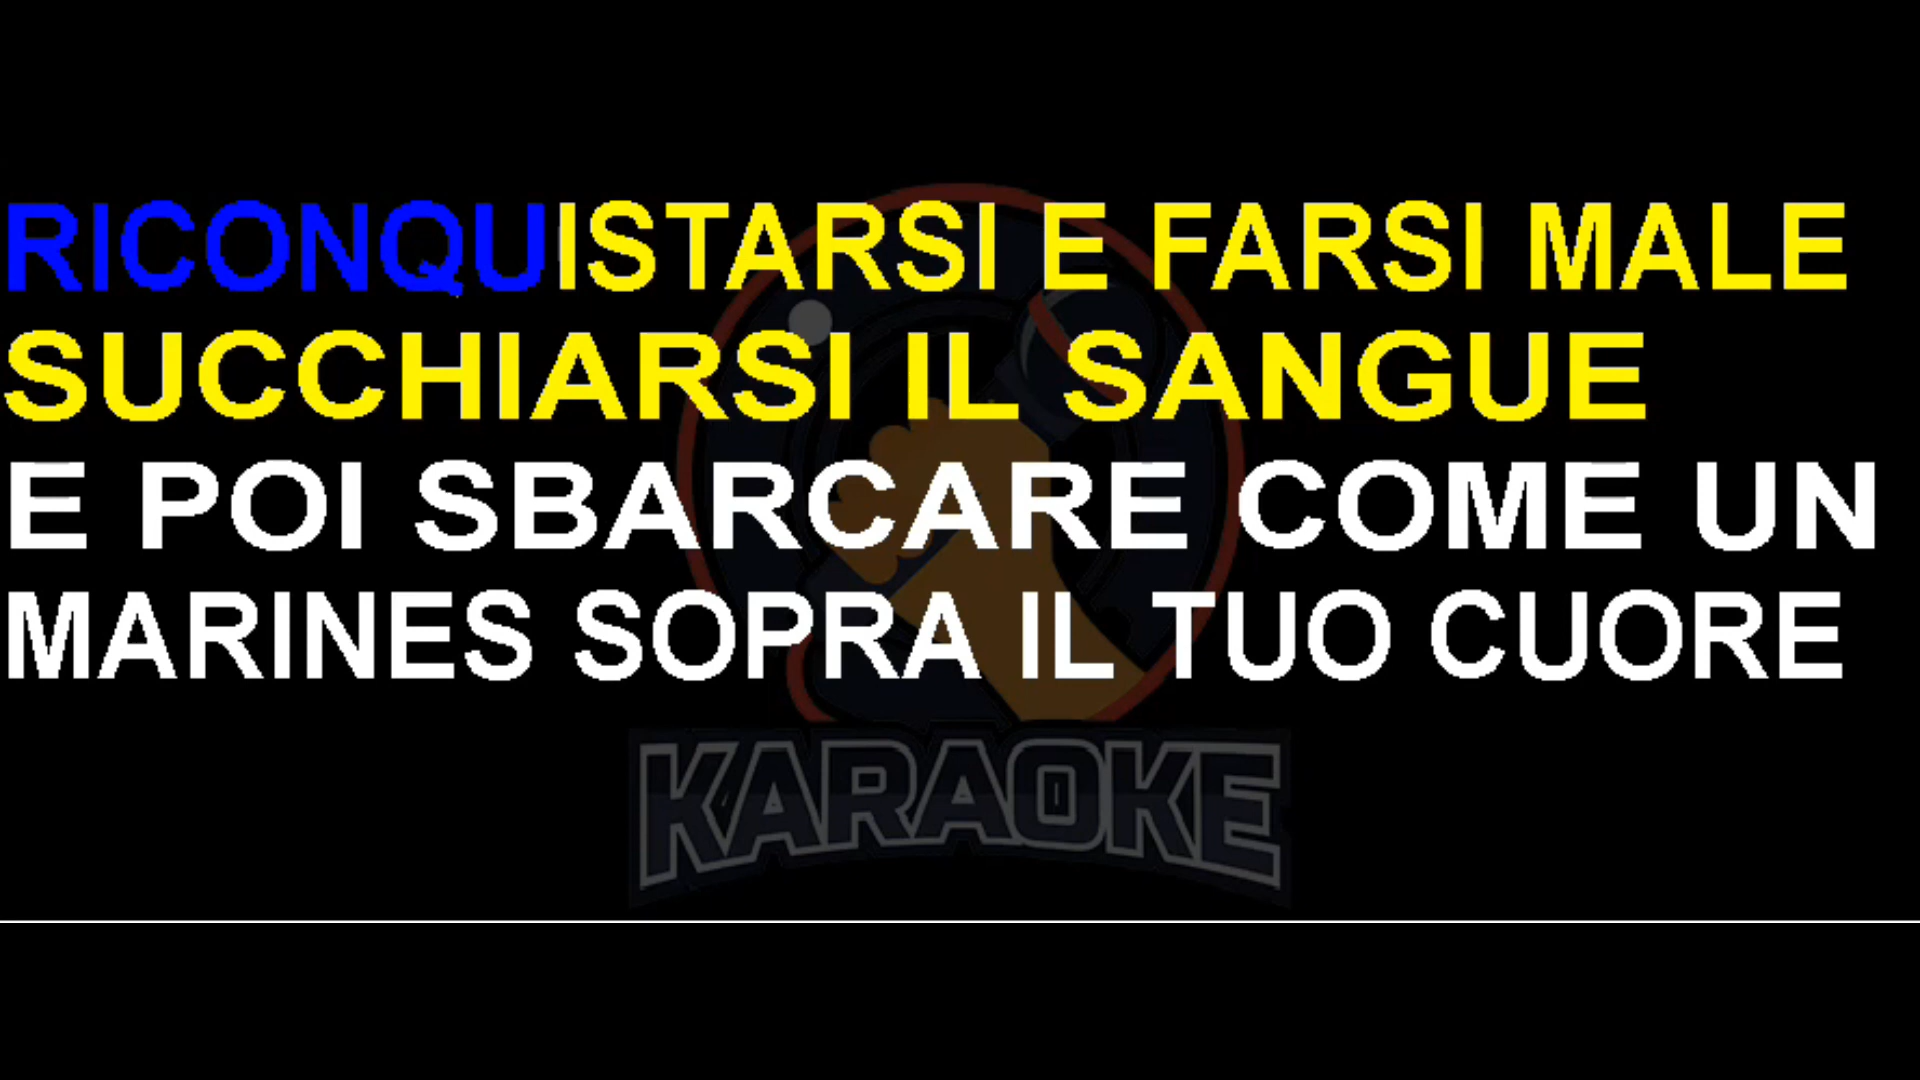 RICONQUISTARSI E FARSI MALE
SUCCHIARSI IL SANGUE
E POI SBARCARE COME UN
MARINES SOPRA IL TUO CUORE
KARAOKE